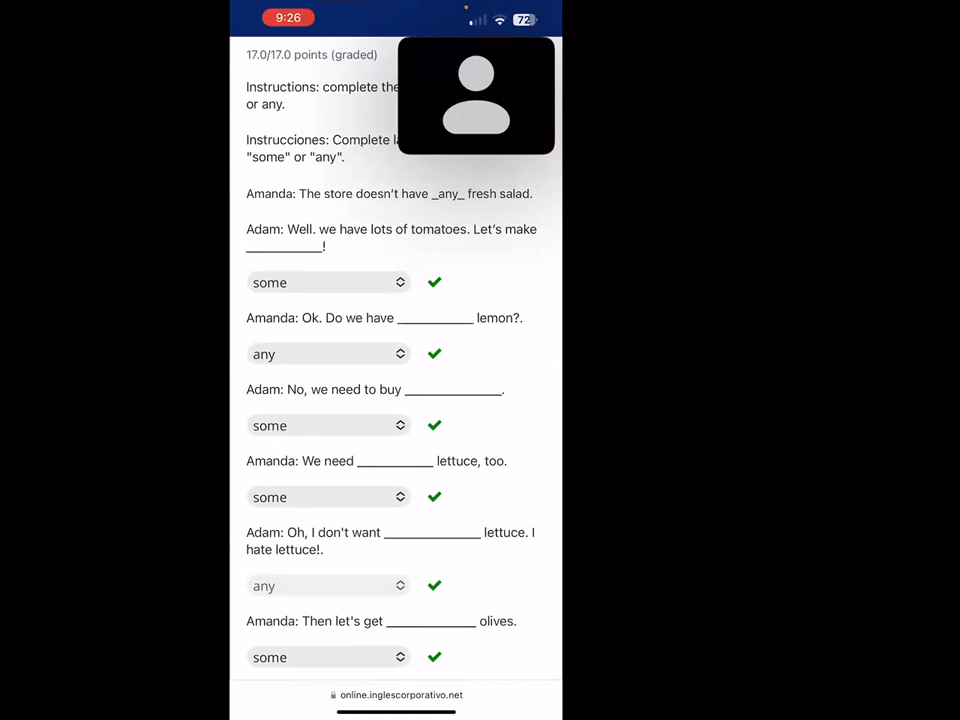 9:26
72
17.0/17.0 points (graded)
Instructions: complete the
or any.
Instrucciones: Complete
"some" or "any".
Amanda: The store doesn't have _any_ fresh salad.
Adam: Well. we have lots of tomatoes. Let's make
___________!
some
Amanda: Ok. Do we have ___________ lemon?.
any
Adam: No, we need to buy ______________.
some
Amanda: We need ___________ lettuce, too.
some
Adam: Oh, I don't want ______________ lettuce. I
hate lettuce!.
any
Amanda: Then let's get _____________ olives.
some
online.inglescorporativo.net